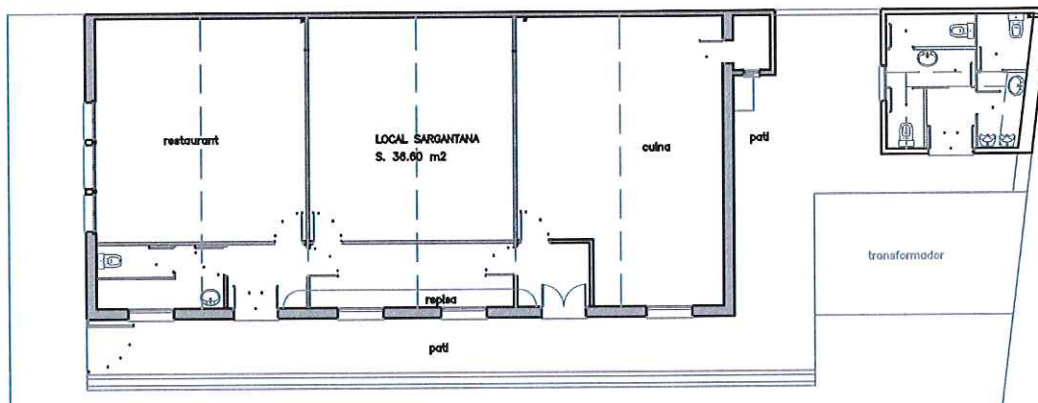 restaurant
LOCAL SARGANTANA
S. 36.60 m2
cuina
pati
transformador
repisa
pati